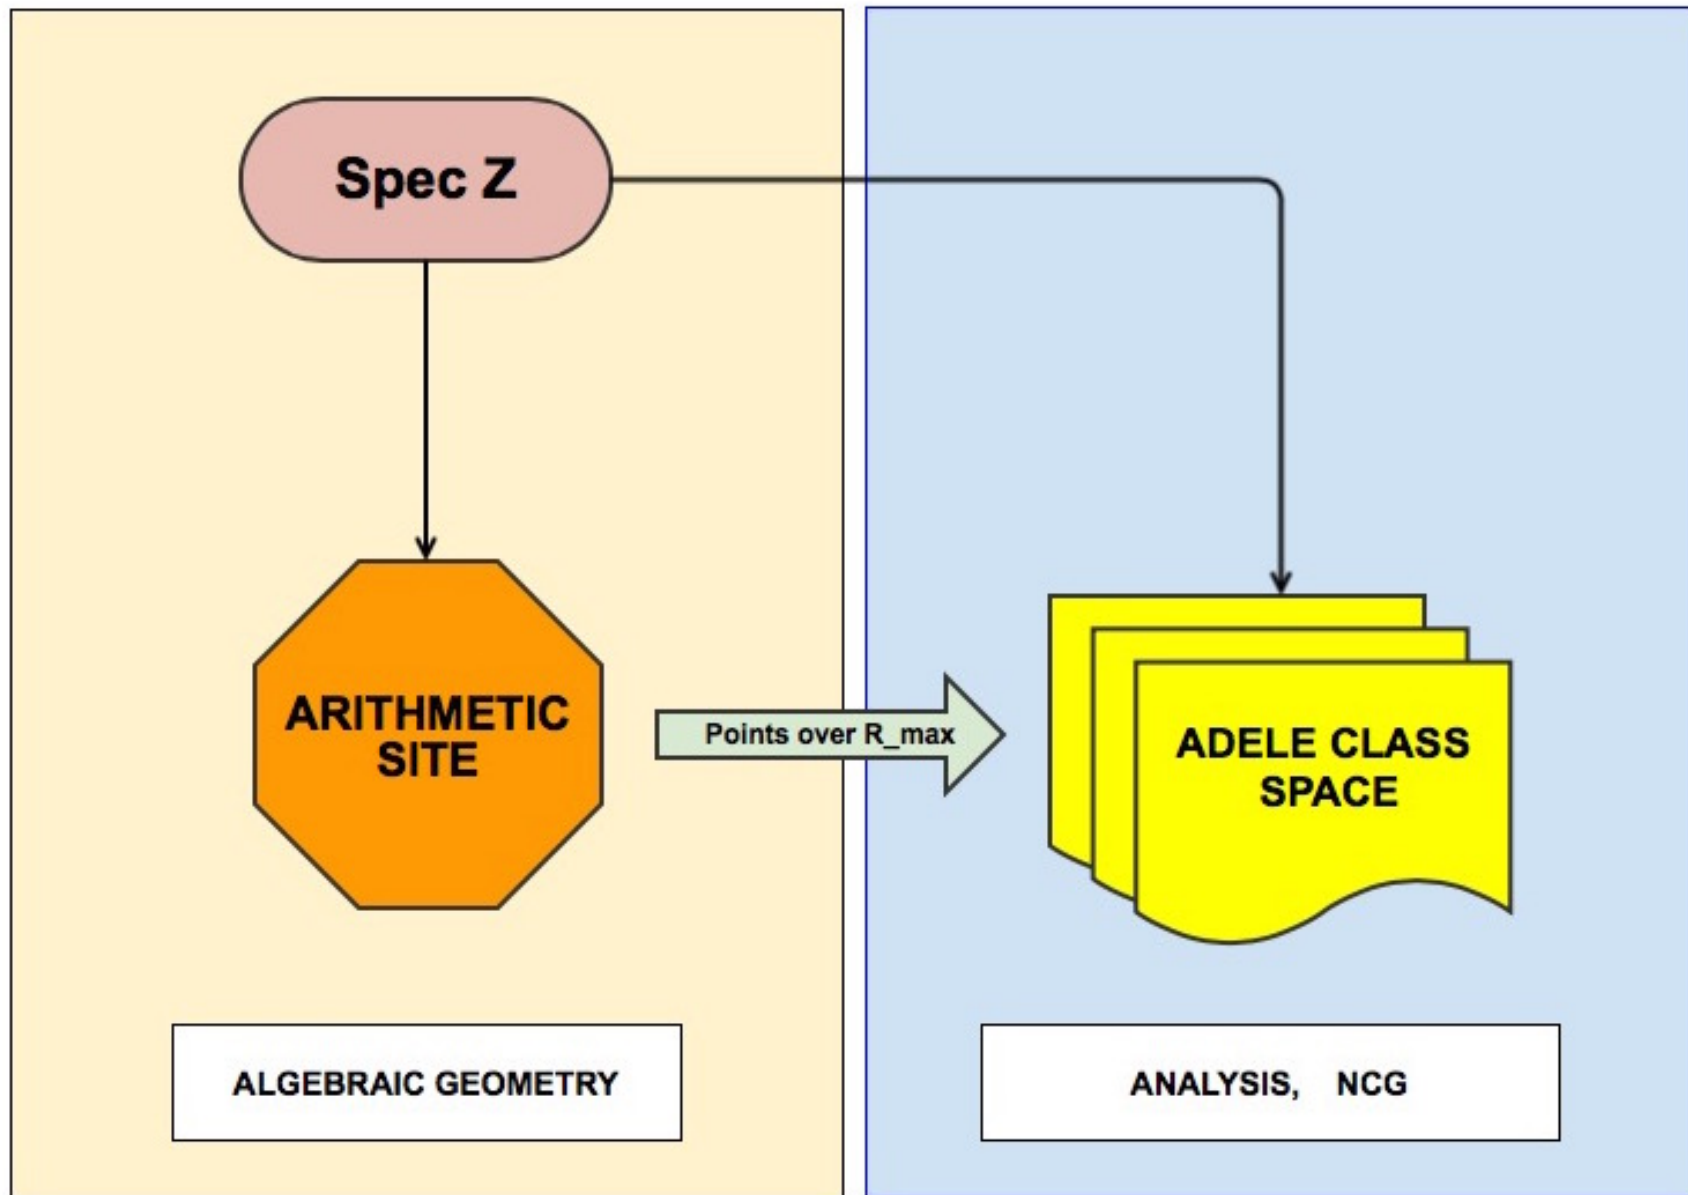 Spec Z
ARITHMETIC
SITE
Points over R_max
ADELE CLASS
SPACE
ALGEBRAIC GEOMETRY
ANALYSIS, NCG